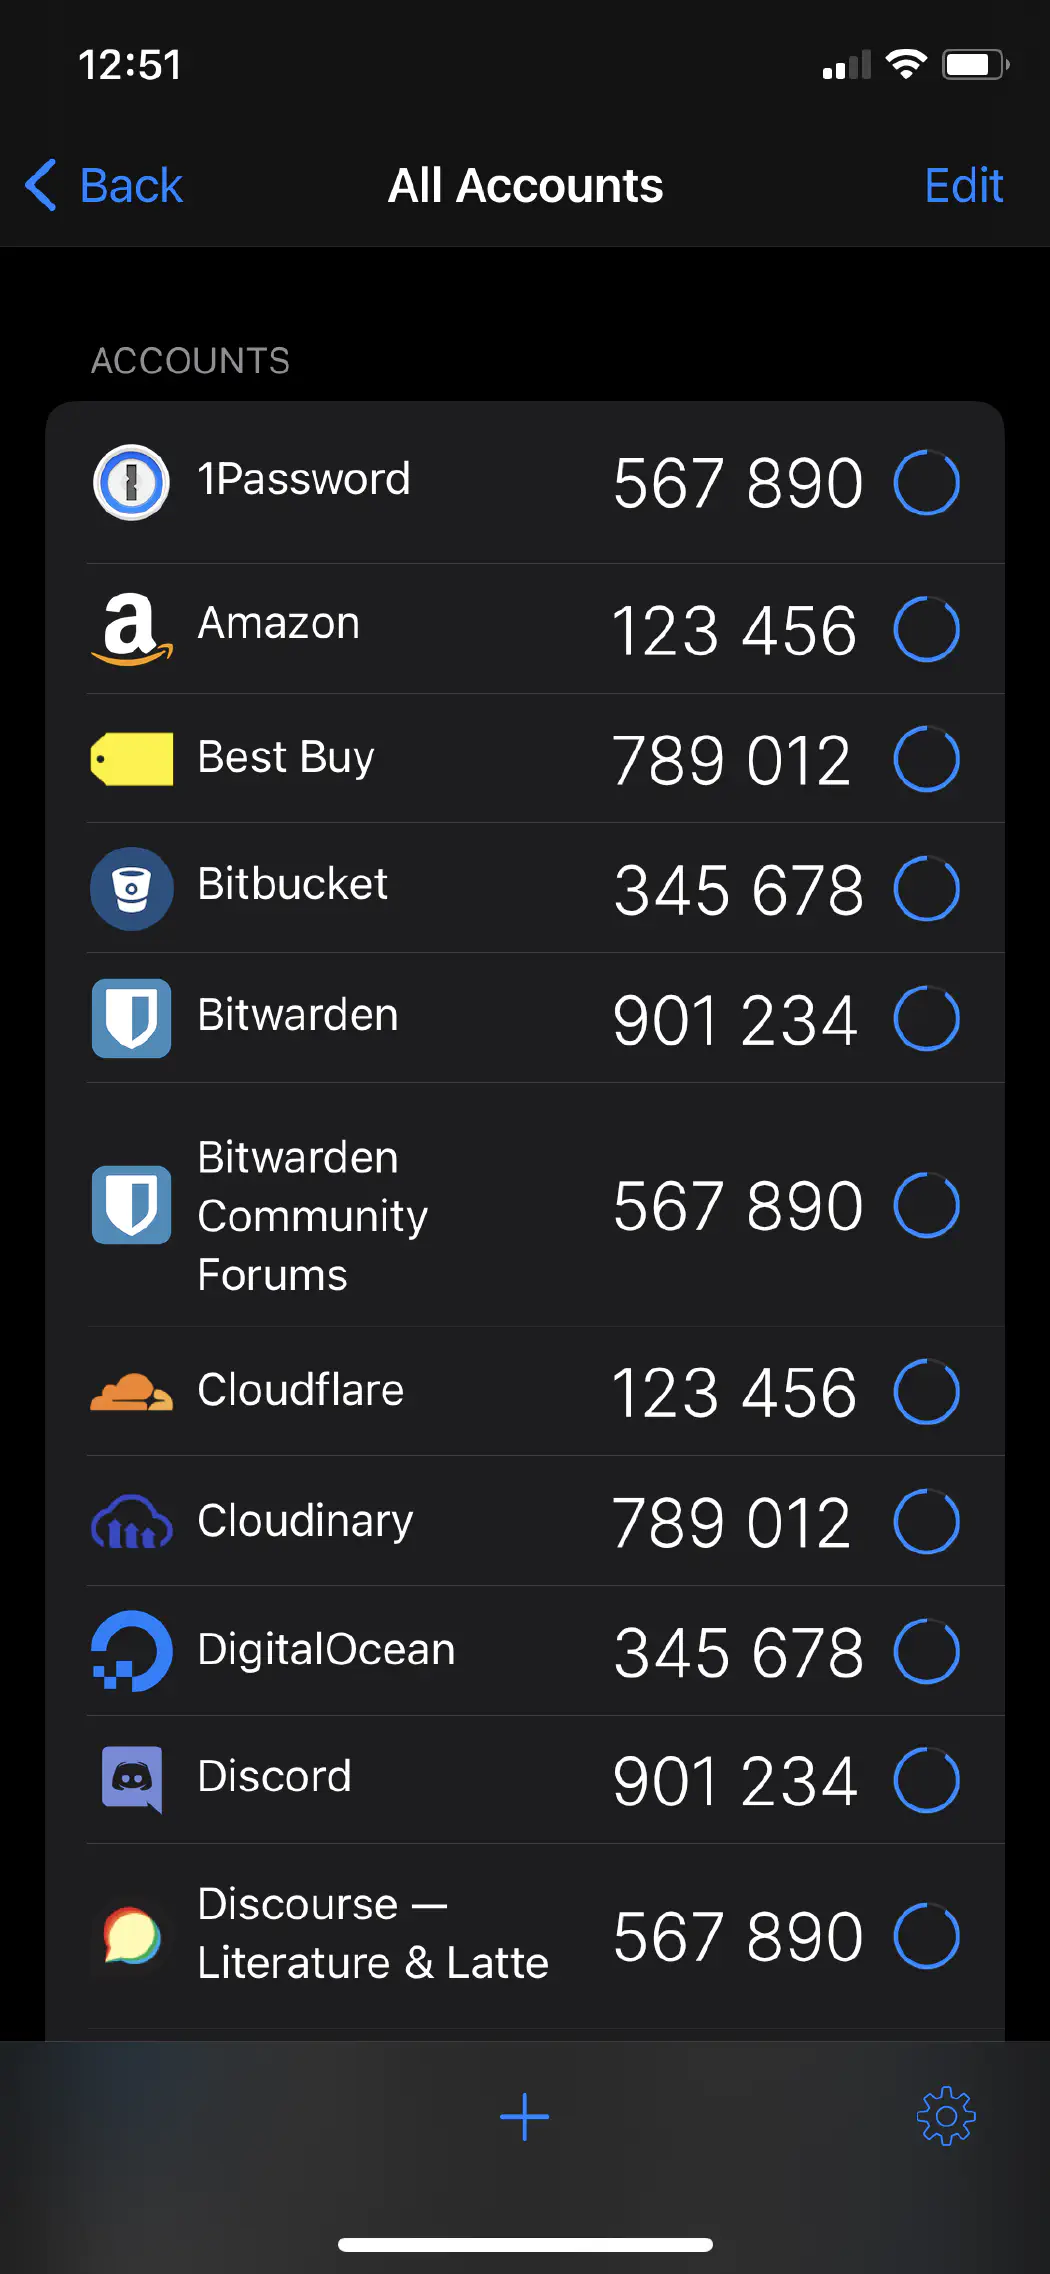 12:51
Back All Accounts Edit
ACCOUNTS
1Password 567 890
Amazon 123 456
Best Buy 789 012
Bitbucket 345 678
Bitwarden 901 234
Bitwarden
Community
Forums
567 890
Cloudflare 123 456
Cloudinary 789 012
DigitalOcean 345 678
Discord 901 234
Discourse —
Literature & Latte
567 890